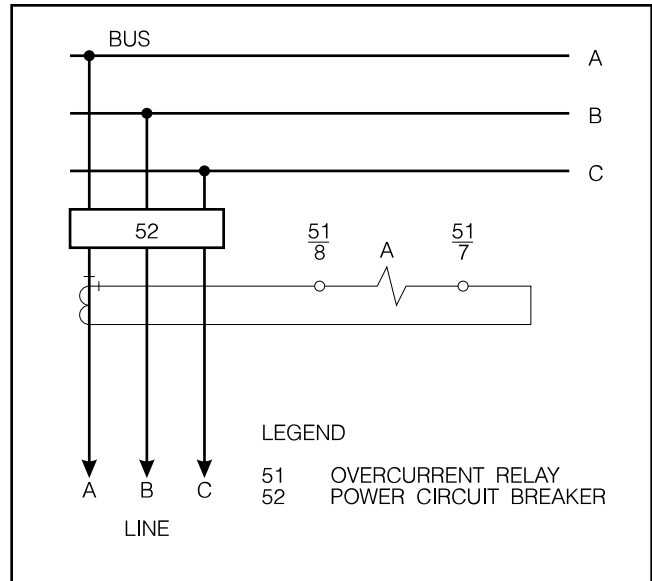 BUS
A
B
C
52
51
8
A
51
7
LEGEND
51 OVERCURRENT RELAY
52 POWER CIRCUIT BREAKER
A B C
LINE